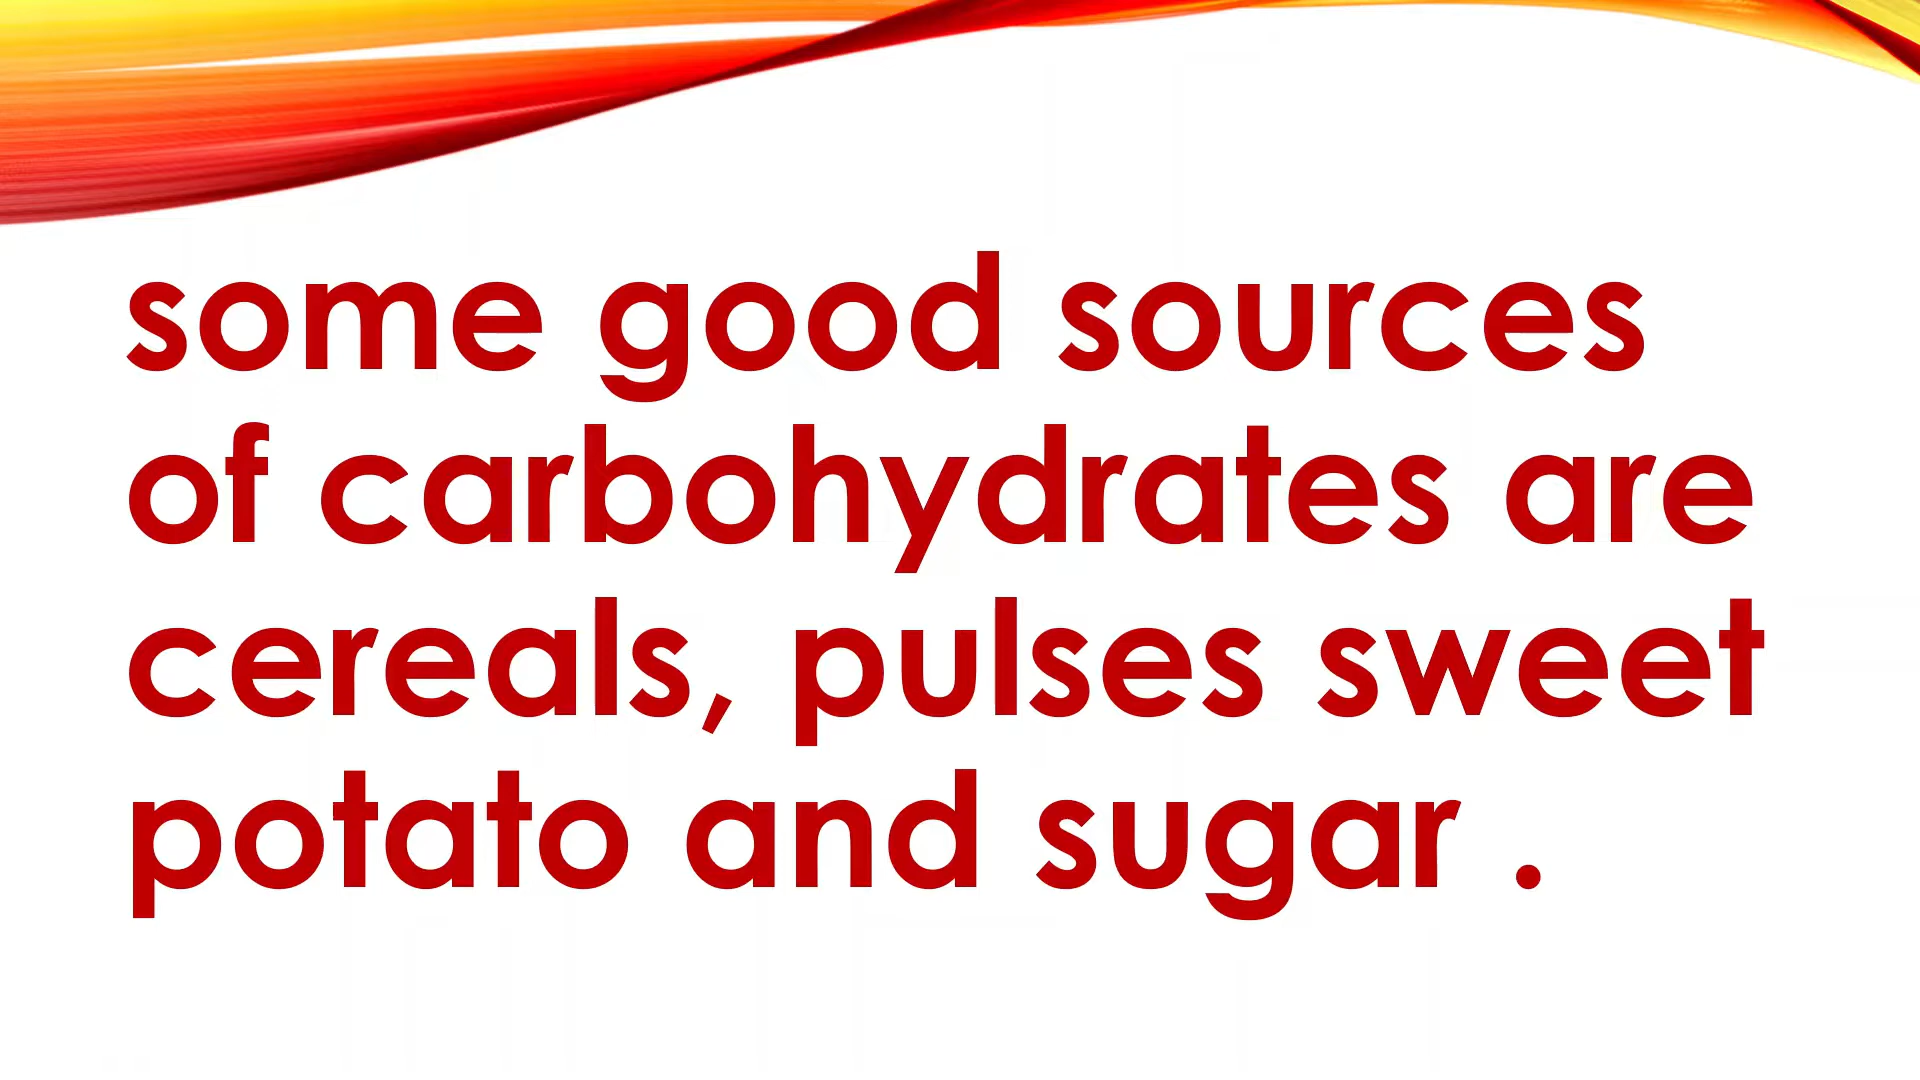 some good sources
of carbohydrates are
cereals, pulses sweet
potato and sugar .